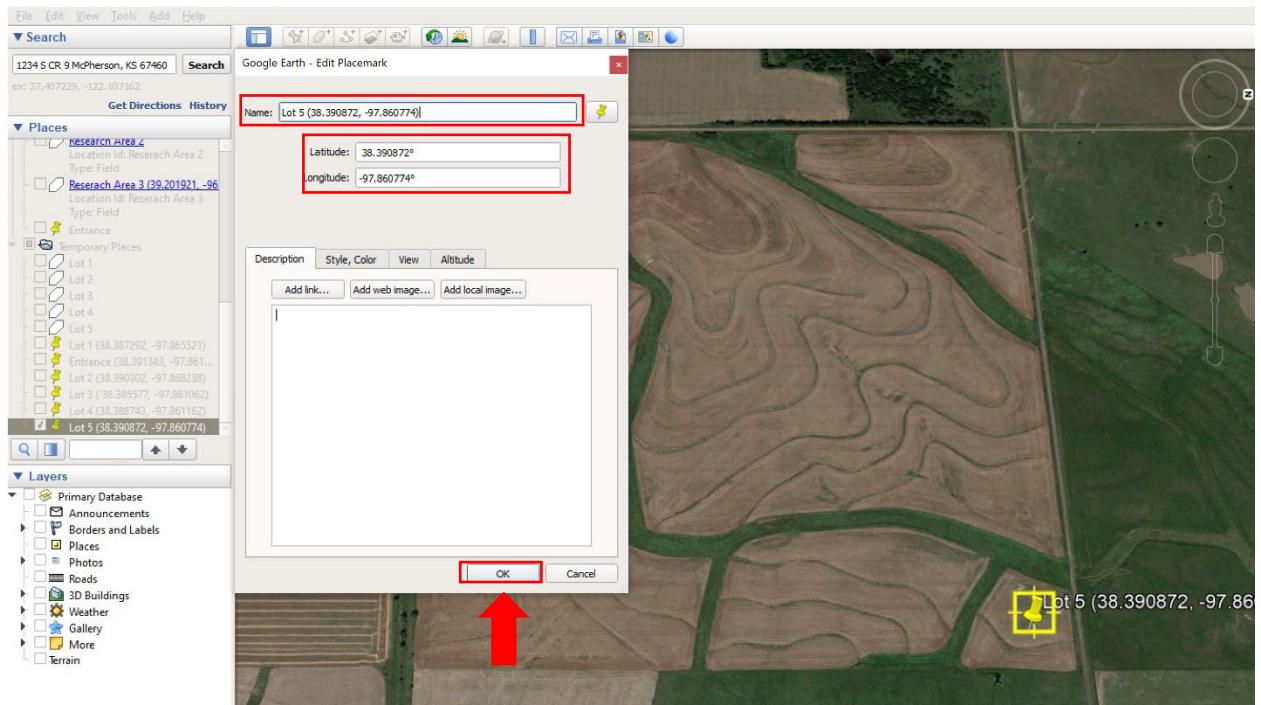 File Edit View Tools Add Help
Search
1234 S CR 9 McPherson, KS 67460 Search
ex: 37.407229, -122.107162
Get Directions History
Places
Research Area 2
Location Id: Reserach Area 2
Type: Field
Reserach Area 3 (39.201921, -96
Location Id: Reserach Area 3
Type: Field
Entrance
Temporary Places
Lot 1
Lot 2
Lot 3
Lot 4
Lot 5
Lot 1 (38.387292, -97.865521)
Entrance (38.391343, -97.861...
Lot 2 (38.390302, -97.868238)
Lot 3 ( 38.385577, -97.861062)
Lot 4 (38.388743, -97.861162)
Lot 5 (38.390872, -97.860774)
Layers
Primary Database
Announcements
Borders and Labels
Places
Photos
Roads
3D Buildings
Weather
Gallery
More
Terrain
Google Earth - Edit Placemark
Name: Lot 5 (38.390872, -97.860774)
Latitude: 38.390872°
Longitude: -97.860774°
Description Style, Color View Altitude
Add link... Add web image... Add local image...
OK Cancel
N
Lot 5 (38.390872, -97.86